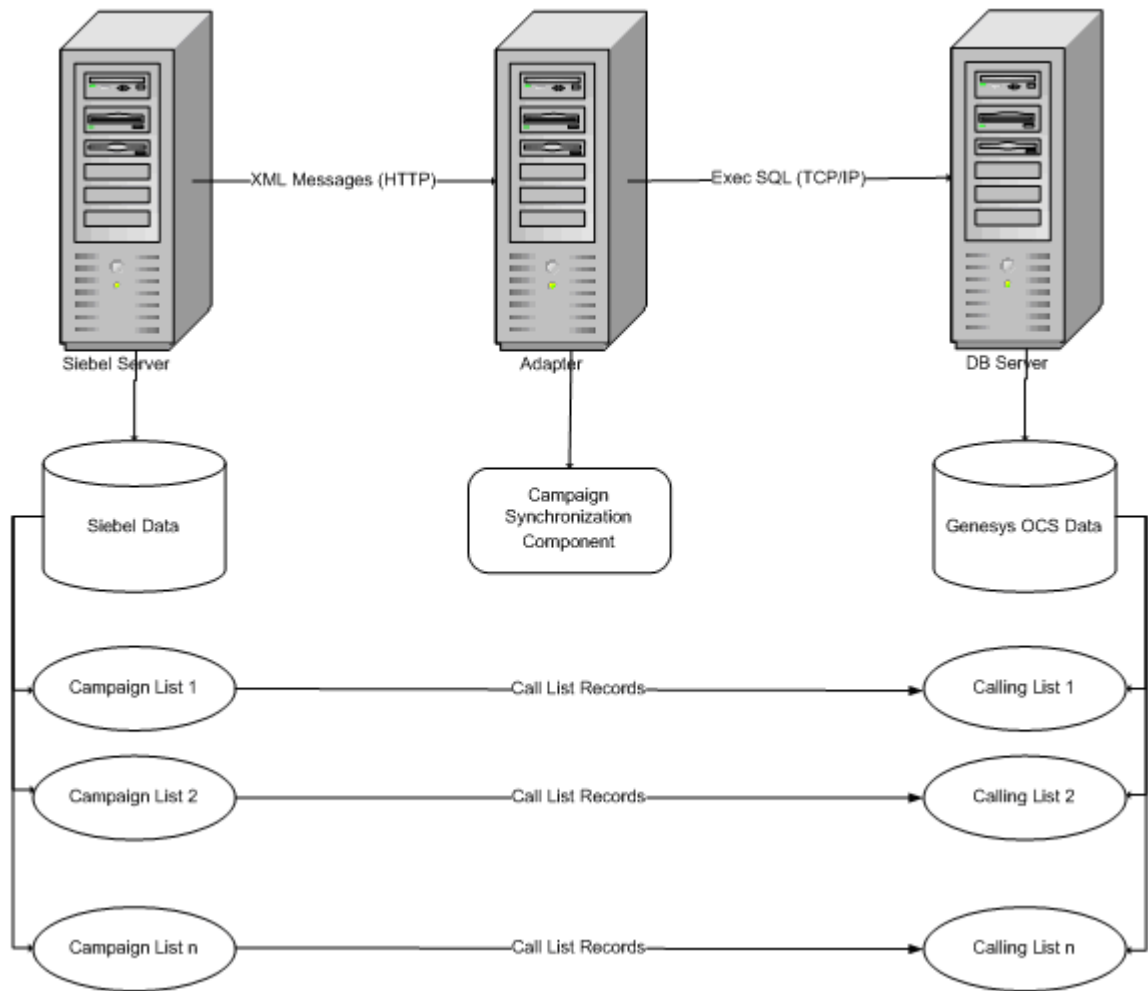 XML Messages (HTTP)
Exec SQL (TCP/IP)
Siebel Server
Adapter
DB Server
Siebel Data
Campaign
Synchronization
Component
Genesys OCS Data
Campaign List 1
Call List Records
Calling List 1
Campaign List 2
Call List Records
Calling List 2
Campaign List n
Call List Records
Calling List n